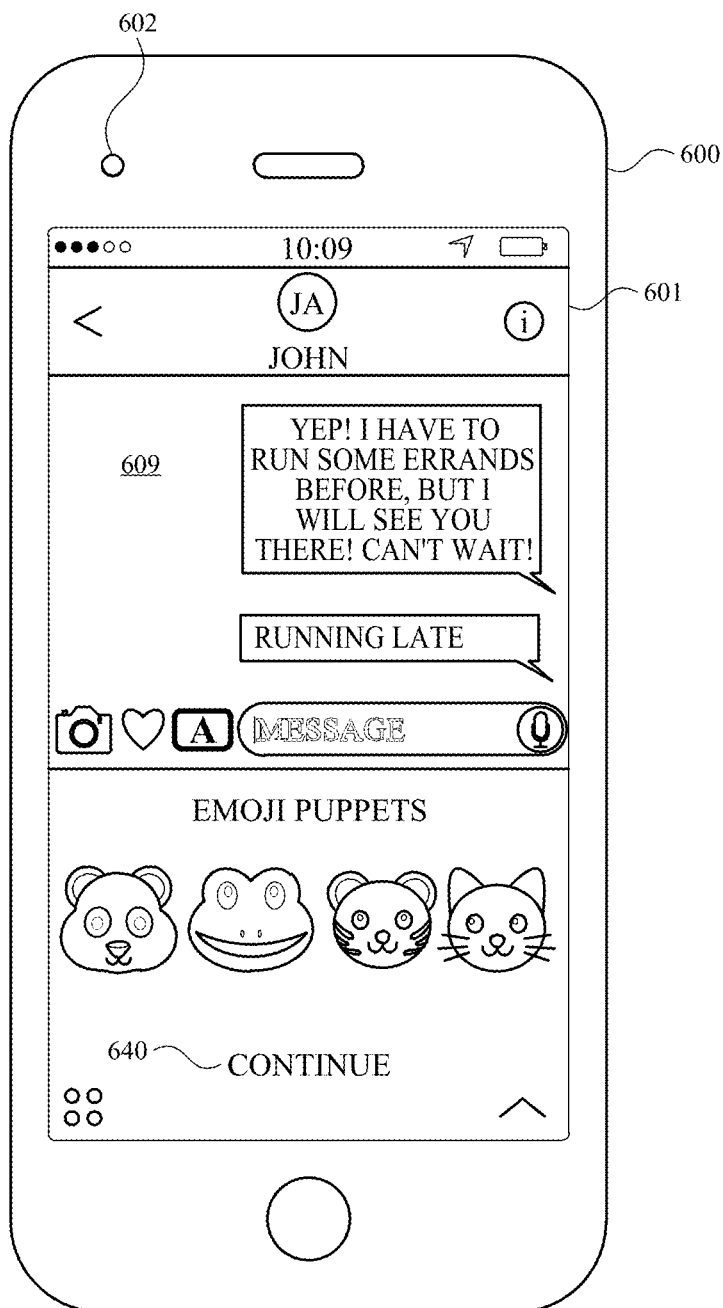 602
600
10:09
601
JA
i
JOHN
609
YEP! I HAVE TO
RUN SOME ERRANDS
BEFORE, BUT I
WILL SEE YOU
THERE! CAN'T WAIT!
RUNNING LATE
A
MESSAGE
EMOJI PUPPETS
640
CONTINUE